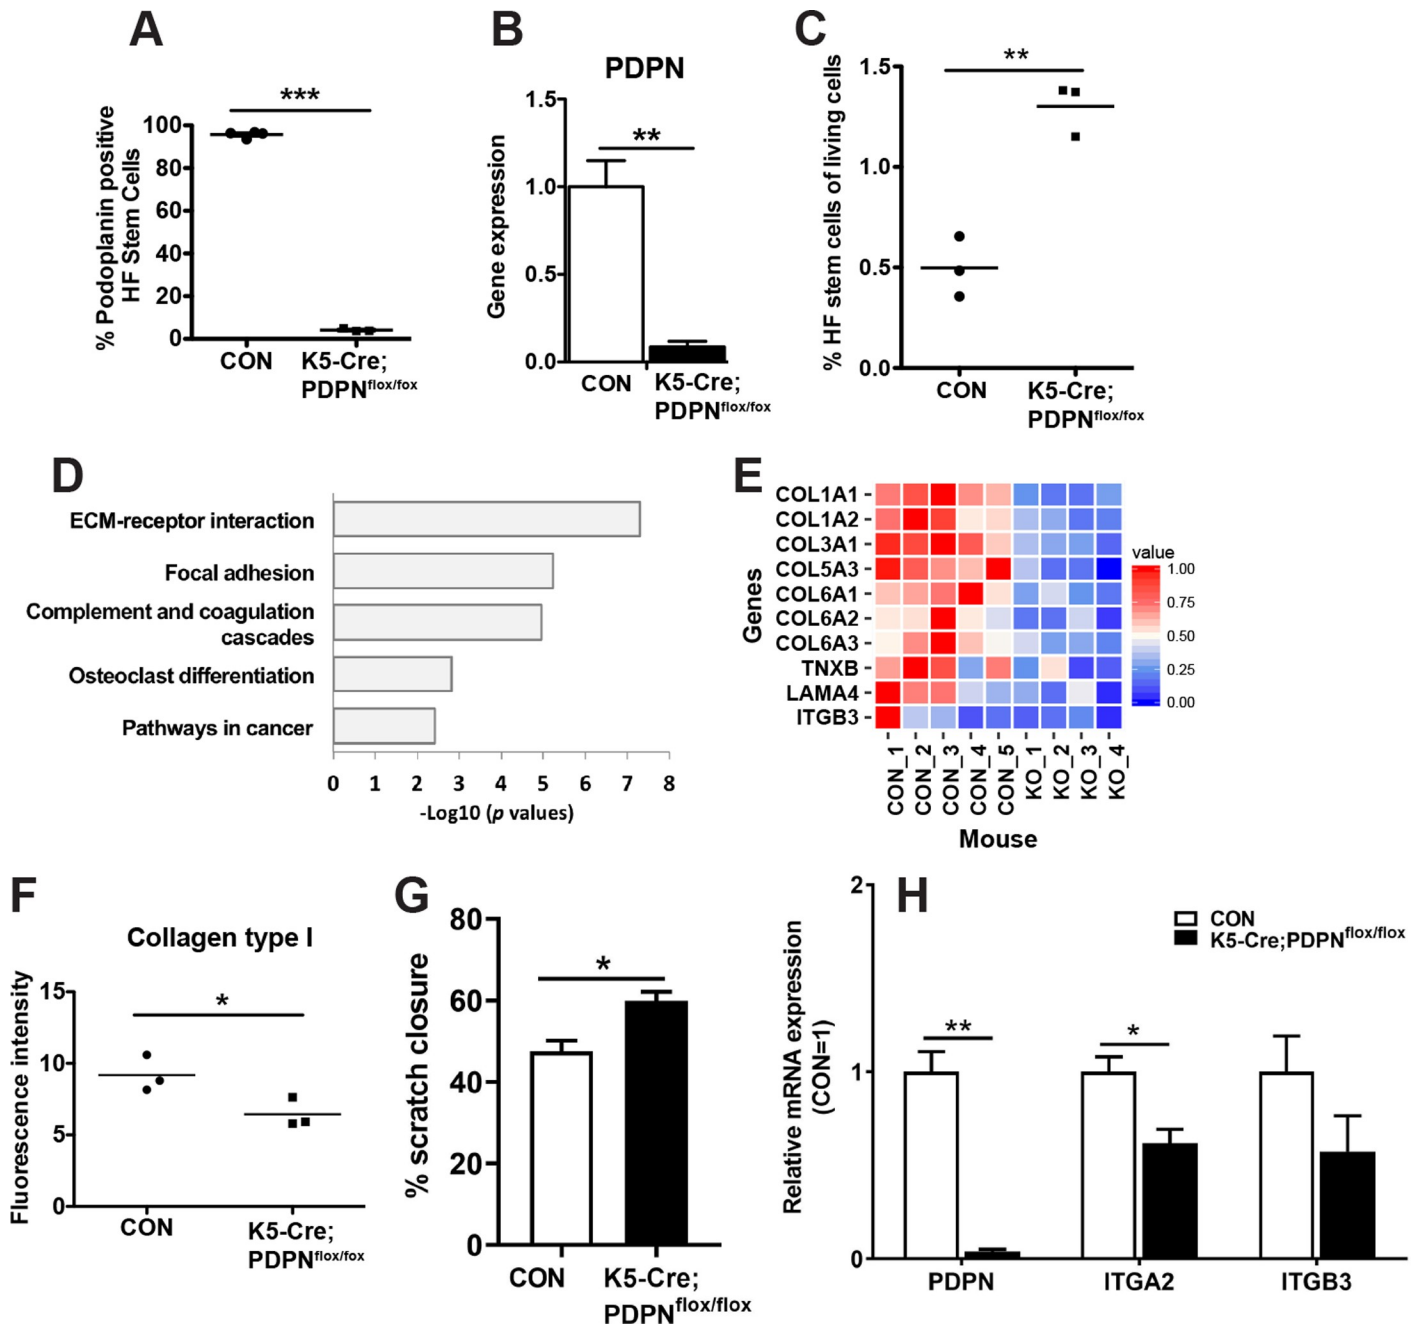 A
***
% Podoplanin positive
HF Stem Cells
100
80
60
40
20
0
CON
K5-Cre;
PDPNflox/fox
B
PDPN
**
Gene expression
1.5
1.0
0.5
0.0
CON
K5-Cre;
PDPNflox/fox
C
**
% HF stem cells of living cells
1.5
1.0
0.5
0.0
CON
K5-Cre;
PDPNflox/fox
D
ECM-receptor interaction
Focal adhesion
Complement and coagulation
cascades
Osteoclast differentiation
Pathways in cancer
0 1 2 3 4 5 6 7 8
-Log10 (p values)
E
Genes
COL1A1
COL1A2
COL3A1
COL5A3
COL6A1
COL6A2
COL6A3
TNXB
LAMA4
ITGB3
CON_1
CON_2
CON_3
CON_4
CON_5
KO_1
KO_2
KO_3
KO_4
Mouse
value
1.00
0.75
0.50
0.25
0.00
F
Collagen type I
*
Fluorescence intensity
15
10
5
0
CON
K5-Cre;
PDPNflox/fox
G
*
% scratch closure
80
60
40
20
0
CON
K5-Cre;
PDPNflox/flox
H
CON
K5-Cre;PDPNflox/flox
Relative mRNA expression
(CON=1)
2
1
0
**
*
PDPN
ITGA2
ITGB3